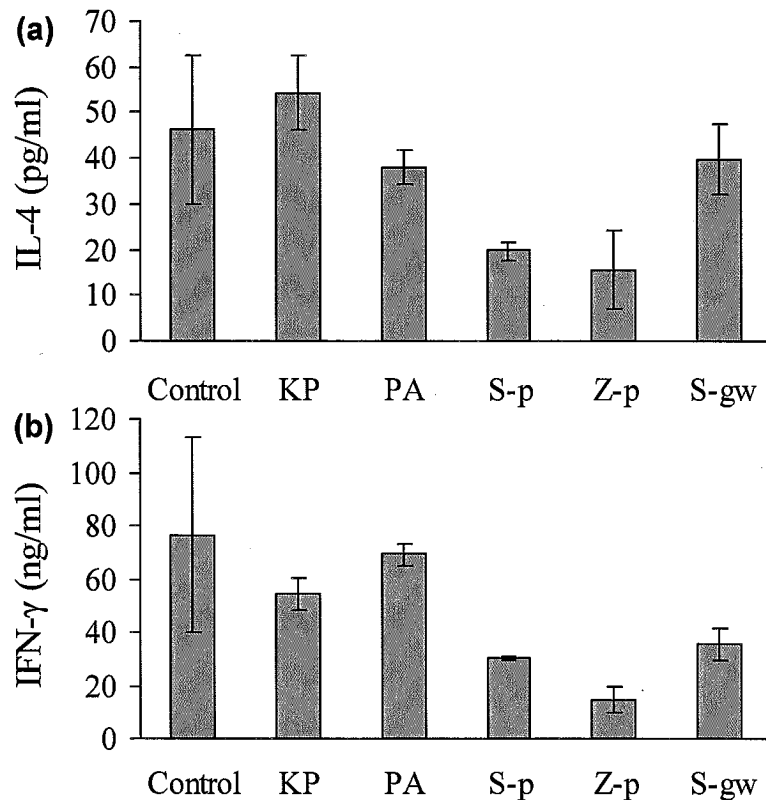 (a)
IL-4 (pg/ml)
70
60
50
40
30
20
10
0
Control KP PA S-p Z-p S-gw
(b)
IFN-γ (ng/ml)
120
100
80
60
40
20
0
Control KP PA S-p Z-p S-gw